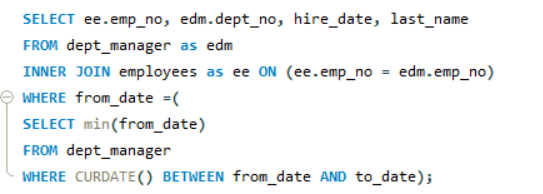 SELECT ee.emp_no, edm.dept_no, hire_date, last_name
FROM dept_manager as edm
INNER JOIN employees as ee ON (ee.emp_no = edm.emp_no)
WHERE from_date =(
SELECT min(from_date)
FROM dept_manager
WHERE CURDATE() BETWEEN from_date AND to_date);